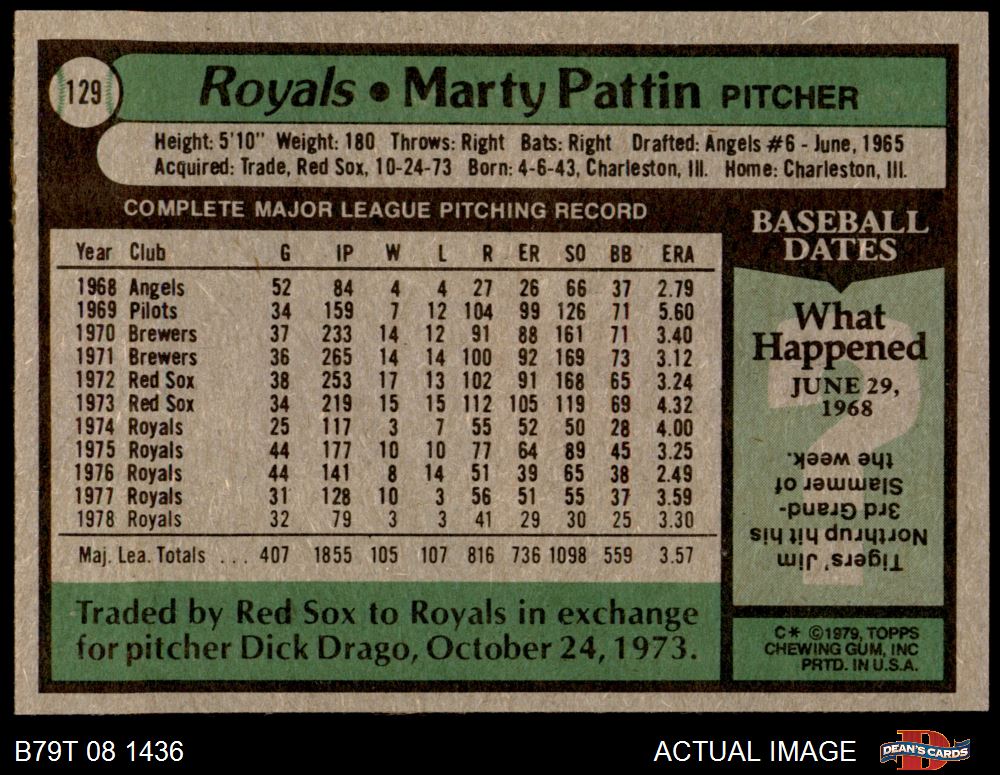 129
Royals • Marty Pattin PITCHER
Height: 5'10" Weight: 180 Throws: Right Bats: Right Drafted: Angels #6 - June, 1965
Acquired: Trade, Red Sox, 10-24-73 Born: 4-6-43, Charleston, Ill. Home: Charleston, Ill.
COMPLETE MAJOR LEAGUE PITCHING RECORD
Year Club G IP W L R ER SO BB ERA
1968 Angels 52 84 4 4 27 26 66 37 2.79
1969 Pilots 34 159 7 12 104 99 126 71 5.60
1970 Brewers 37 233 14 12 91 88 161 71 3.40
1971 Brewers 36 265 14 14 100 92 169 73 3.12
1972 Red Sox 38 253 17 13 102 91 168 65 3.24
1973 Red Sox 34 219 15 15 112 105 119 69 4.32
1974 Royals 25 117 3 7 55 52 50 28 4.00
1975 Royals 44 177 10 10 77 64 89 45 3.25
1976 Royals 44 141 8 14 51 39 65 38 2.49
1977 Royals 31 128 10 3 56 51 55 37 3.59
1978 Royals 32 79 3 3 41 29 30 25 3.30
Maj. Lea. Totals ... 407 1855 105 107 816 736 1098 559 3.57
Traded by Red Sox to Royals in exchange
for pitcher Dick Drago, October 24, 1973.
BASEBALL
DATES
What
Happened
JUNE 29,
1968
Tigers' Jim
Northrup hit his
3rd Grand-
Slammer of
the week.
C* ©1979, TOPPS
CHEWING GUM, INC
PRTD. IN U.S.A.
B79T 08 1436
ACTUAL IMAGE
DEAN'S CARDS